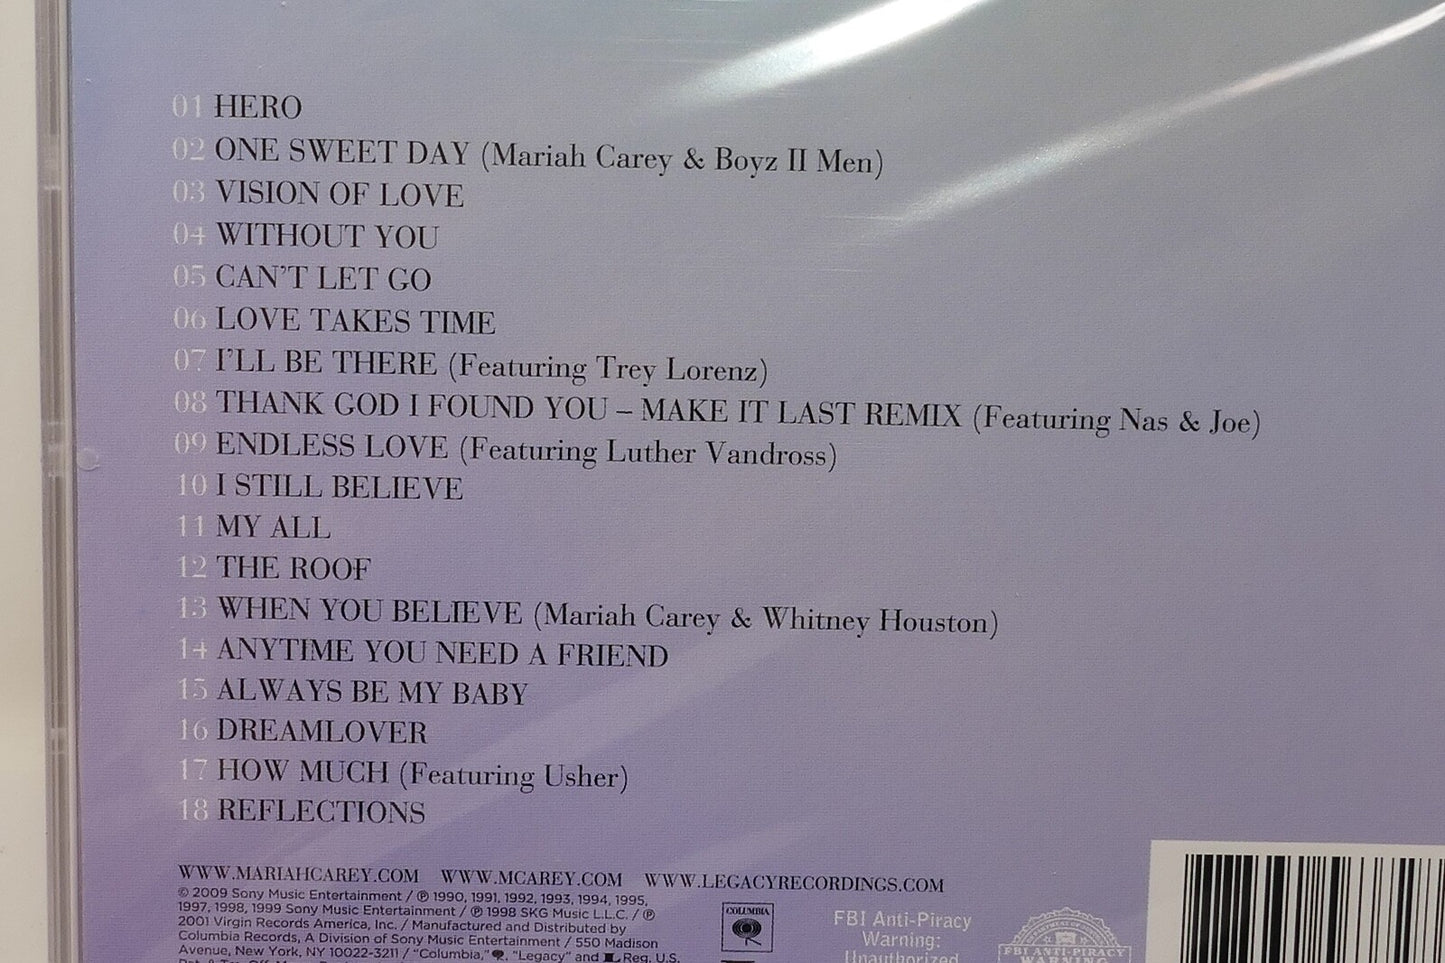 01 HERO
02 ONE SWEET DAY (Mariah Carey & Boyz II Men)
03 VISION OF LOVE
04 WITHOUT YOU
05 CAN'T LET GO
06 LOVE TAKES TIME
07 I'LL BE THERE (Featuring Trey Lorenz)
08 THANK GOD I FOUND YOU – MAKE IT LAST REMIX (Featuring Nas & Joe)
09 ENDLESS LOVE (Featuring Luther Vandross)
10 I STILL BELIEVE
11 MY ALL
12 THE ROOF
13 WHEN YOU BELIEVE (Mariah Carey & Whitney Houston)
14 ANYTIME YOU NEED A FRIEND
15 ALWAYS BE MY BABY
16 DREAMLOVER
17 HOW MUCH (Featuring Usher)
18 REFLECTIONS
WWW.MARIAHCAREY.COM WWW.MCAREY.COM WWW.LEGACYRECORDINGS.COM
© 2009 Sony Music Entertainment / ℗ 1990, 1991, 1992, 1993, 1994, 1995,
1997, 1998, 1999 Sony Music Entertainment / ℗ 1998 SKG Music L.L.C. / ℗
2001 Virgin Records America, Inc. / Manufactured and Distributed by
Columbia Records, A Division of Sony Music Entertainment / 550 Madison
Avenue, New York, NY 10022-3211 / "Columbia," "Legacy" and L Reg. U.S.
COLUMBIA
FBI Anti-Piracy
Warning:
Unauthorized
FBI ANTI-PIRACY
WARNING